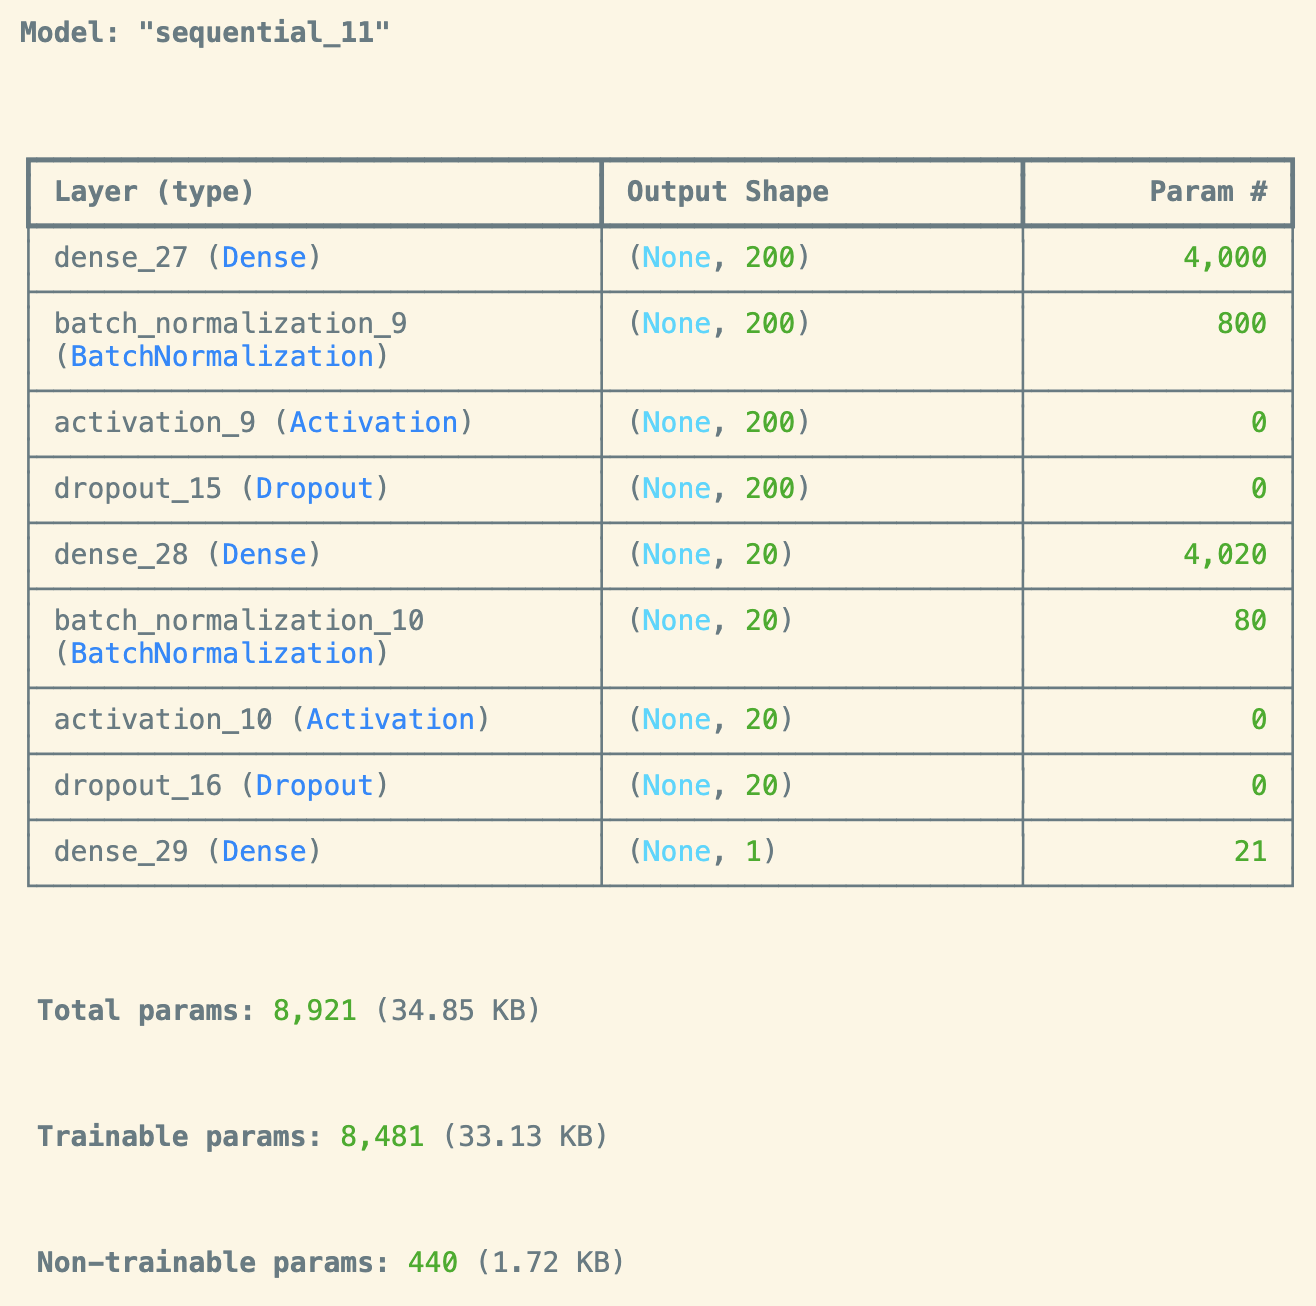 Model: "sequential_11"
Layer (type) Output Shape Param #
dense_27 (Dense) (None, 200) 4,000
batch_normalization_9 (None, 200) 800
(BatchNormalization)
activation_9 (Activation) (None, 200) 0
dropout_15 (Dropout) (None, 200) 0
dense_28 (Dense) (None, 20) 4,020
batch_normalization_10 (None, 20) 80
(BatchNormalization)
activation_10 (Activation) (None, 20) 0
dropout_16 (Dropout) (None, 20) 0
dense_29 (Dense) (None, 1) 21
Total params: 8,921 (34.85 KB)
Trainable params: 8,481 (33.13 KB)
Non-trainable params: 440 (1.72 KB)